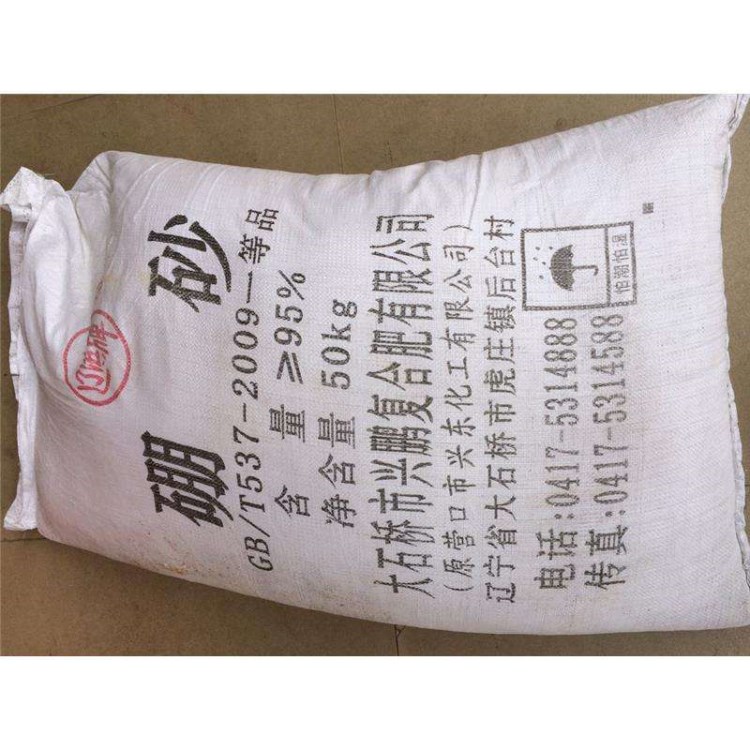 辽鸿牌
硼砂
GB/T537-2009一等品
含量≥95%
净含量50kg
大石桥市兴鹏复合肥有限公司
(原营口市兴东化工有限公司)
辽宁省大石桥市虎庄镇后台村
电话:0417-5314888
传真:0417-5314588
怕潮怕湿